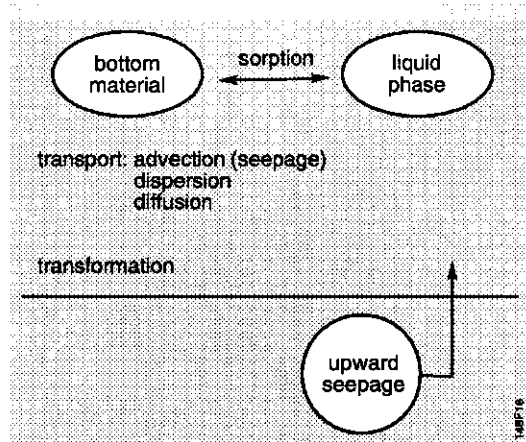 bottom
material
sorption
liquid
phase
transport: advection (seepage)
dispersion
diffusion
transformation
upward
seepage